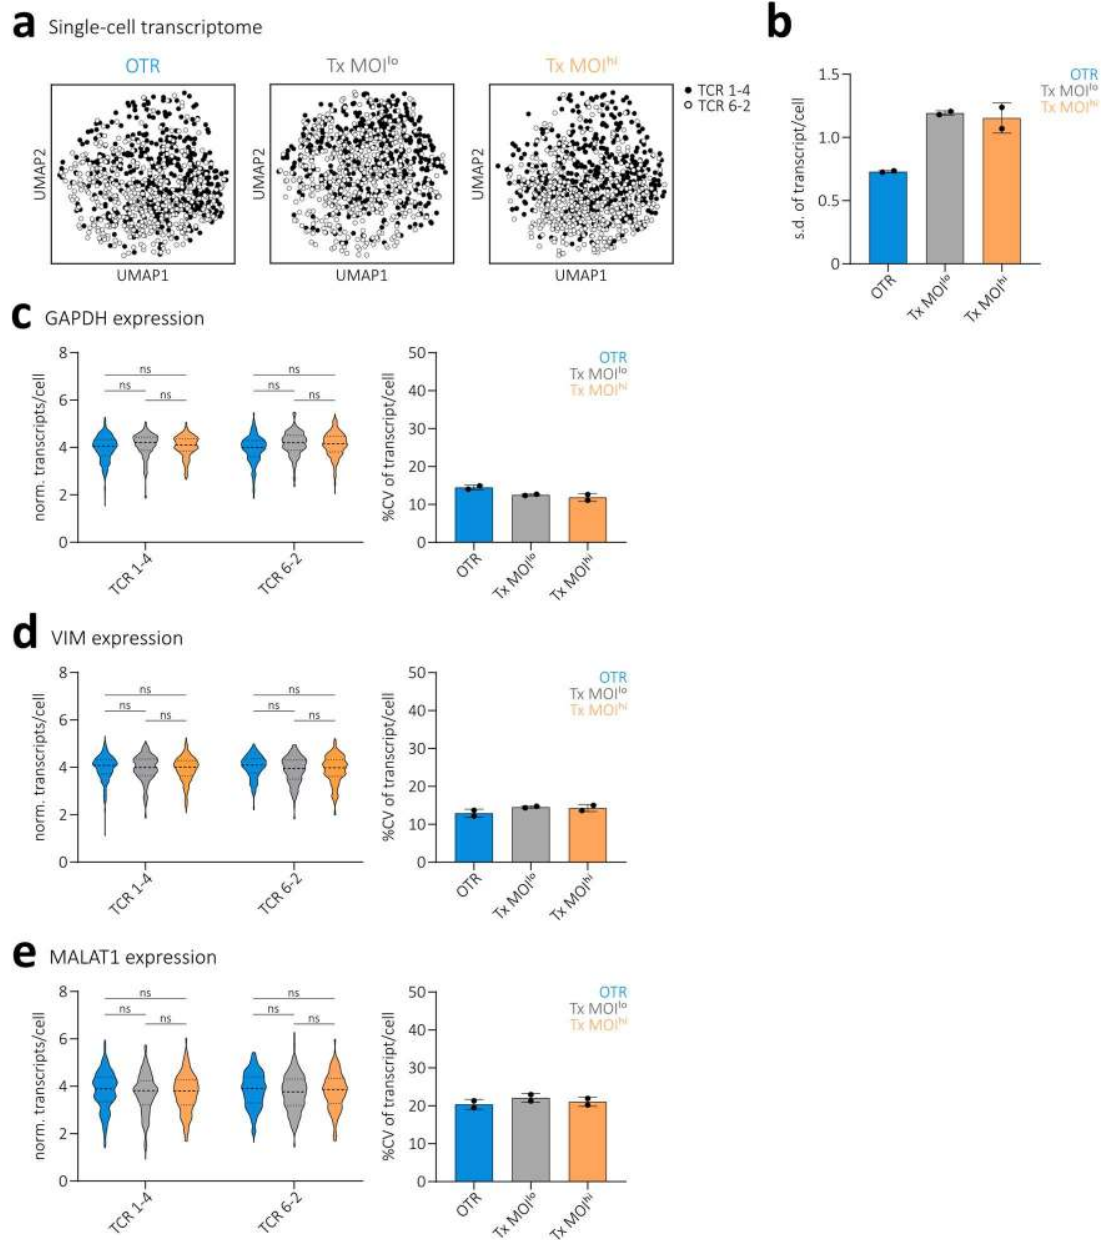 a Single-cell transcriptome
OTR
Tx MOIˡᵒ
Tx MOIʰⁱ
● TCR 1-4
○ TCR 6-2
UMAP2
UMAP1
UMAP2
UMAP1
UMAP2
UMAP1
b
OTR
Tx MOIˡᵒ
Tx MOIʰⁱ
s.d. of transcript/cell
1.5
1.0
0.5
0
OTR
Tx MOIˡᵒ
Tx MOIʰⁱ
c GAPDH expression
norm. transcripts/cell
8
6
4
2
0
ns
ns
ns
ns
ns
ns
TCR 1-4
TCR 6-2
%CV of transcript/cell
50
40
30
20
10
0
OTR
Tx MOIˡᵒ
Tx MOIʰⁱ
OTR
Tx MOIˡᵒ
Tx MOIʰⁱ
d VIM expression
norm. transcripts/cell
8
6
4
2
0
ns
ns
ns
ns
ns
ns
TCR 1-4
TCR 6-2
%CV of transcript/cell
50
40
30
20
10
0
OTR
Tx MOIˡᵒ
Tx MOIʰⁱ
OTR
Tx MOIˡᵒ
Tx MOIʰⁱ
e MALAT1 expression
norm. transcripts/cell
8
6
4
2
0
ns
ns
ns
ns
ns
ns
TCR 1-4
TCR 6-2
%CV of transcript/cell
50
40
30
20
10
0
OTR
Tx MOIˡᵒ
Tx MOIʰⁱ
OTR
Tx MOIˡᵒ
Tx MOIʰⁱ